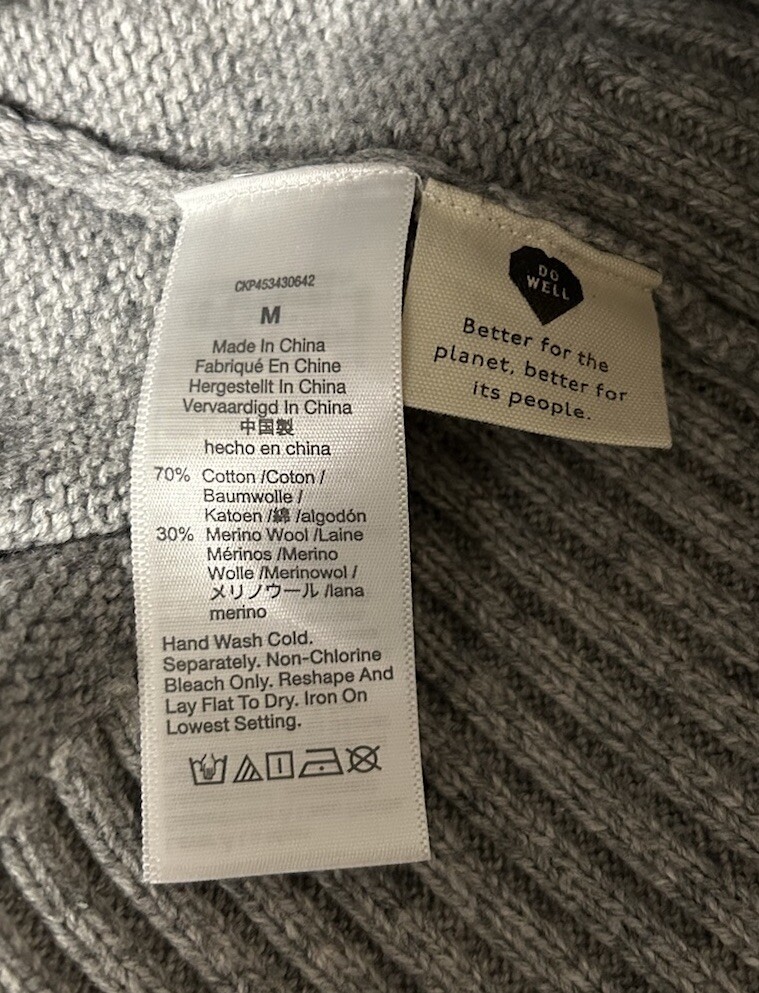 CKP453430642
M
Made In China
Fabriqué En Chine
Hergestellt In China
Vervaardigd In China
中国製
hecho en china
70% Cotton /Coton /
Baumwolle /
Katoen /綿 /algodón
30% Merino Wool /Laine
Mérinos /Merino
Wolle /Merinowol /
メリノウール /lana
merino
Hand Wash Cold.
Separately. Non-Chlorine
Bleach Only. Reshape And
Lay Flat To Dry. Iron On
Lowest Setting.
DO
WELL
Better for the
planet, better for
its people.